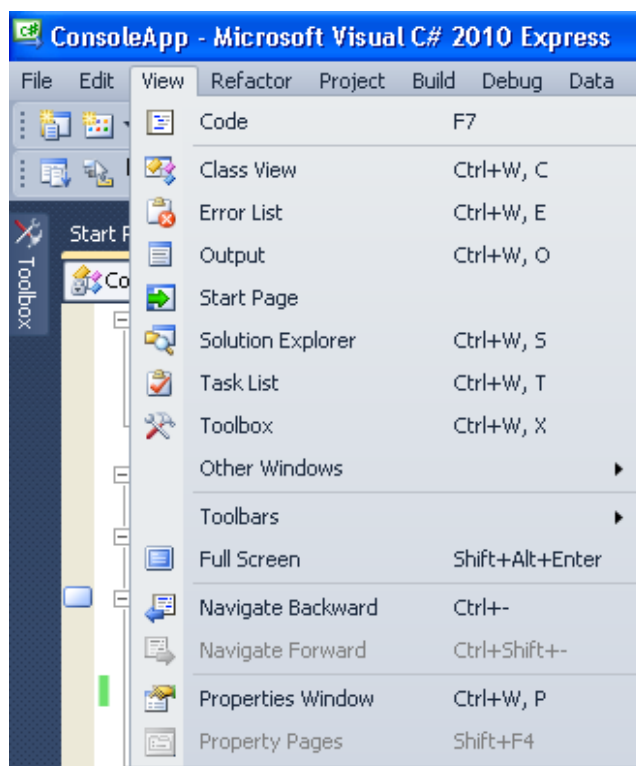 ConsoleApp - Microsoft Visual C# 2010 Express
File Edit View Refactor Project Build Debug Data
Code F7
Class View Ctrl+W, C
Error List Ctrl+W, E
Output Ctrl+W, O
Start Page
Solution Explorer Ctrl+W, S
Task List Ctrl+W, T
Toolbox Ctrl+W, X
Other Windows
Toolbars
Full Screen Shift+Alt+Enter
Navigate Backward Ctrl+-
Navigate Forward Ctrl+Shift+-
Properties Window Ctrl+W, P
Property Pages Shift+F4
Toolbox
Start P
Co